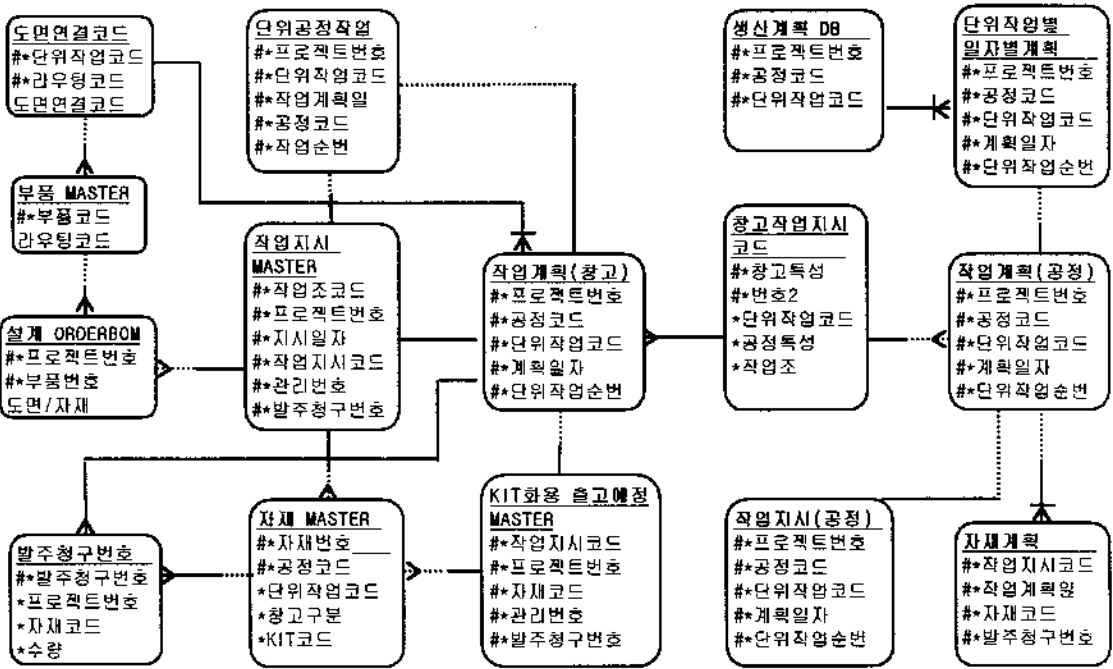 도면연결코드
#*단위작업코드
#*라우팅코드
도면연결코드
부품 MASTER
#*부품코드
라우팅코드
설계 ORDERBOM
#*프로젝트번호
#*부품번호
도면/자재
발주청구번호
#*발주청구번호
*프로젝트번호
*자재코드
*수량
단위공정작업
#*프로젝트번호
#*단위작업코드
#*작업계획일
#*공정코드
#*작업순번
작업지시
MASTER
#*작업조코드
#*프로젝트번호
#*지시일자
#*작업지시코드
#*관리번호
#*발주청구번호
자재 MASTER
#*자재번호
#*공정코드
*단위작업코드
*창고구분
*KIT코드
작업계획(창고)
#*프로젝트번호
#*공정코드
#*단위작업코드
#*계획일자
#*단위작업순번
KIT화용 출고예정
MASTER
#*작업지시코드
#*프로젝트번호
#*자재코드
#*관리번호
#*발주청구번호
생산계획 DB
#*프로젝트번호
#*공정코드
#*단위작업코드
창고작업지시
코드
#*창고특성
#*번호2
*단위작업코드
*공정특성
*작업조
작업지시(공정)
#*프로젝트번호
#*공정코드
#*단위작업코드
#*계획일자
#*단위작업순번
단위작업별
일자별계획
#*프로젝트번호
#*공정코드
#*단위작업코드
#*계획일자
#*단위작업순번
작업계획(공정)
#*프로젝트번호
#*공정코드
#*단위작업코드
#*계획일자
#*단위작업순번
자재계획
#*작업지시코드
#*작업계획일
#*자재코드
#*발주청구번호